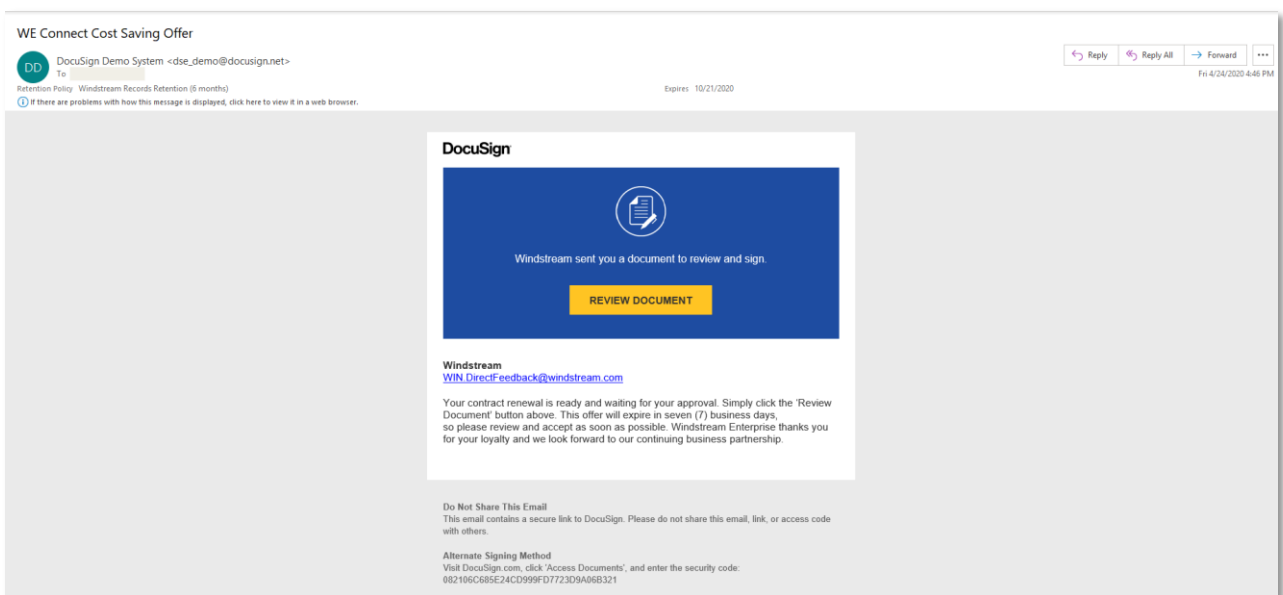 WE Connect Cost Saving Offer
DD
DocuSign Demo System <dse_demo@docusign.net>
To
Reply
Reply All
Forward
...
Fri 4/24/2020 4:46 PM
Retention Policy Windstream Records Retention (6 months)
Expires 10/21/2020
If there are problems with how this message is displayed, click here to view it in a web browser.
DocuSign
Windstream sent you a document to review and sign.
REVIEW DOCUMENT
Windstream
WIN.DirectFeedback@windstream.com
Your contract renewal is ready and waiting for your approval. Simply click the 'Review
Document' button above. This offer will expire in seven (7) business days,
so please review and accept as soon as possible. Windstream Enterprise thanks you
for your loyalty and we look forward to our continuing business partnership.
Do Not Share This Email
This email contains a secure link to DocuSign. Please do not share this email, link, or access code
with others.
Alternate Signing Method
Visit DocuSign.com, click 'Access Documents', and enter the security code:
082106C685E24CD999FD7723D9A06B321